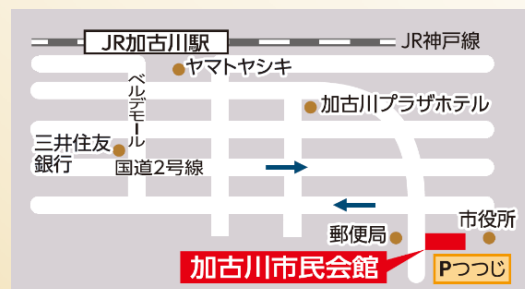 JR加古川駅
JR神戸線
ヤマトヤシキ
ベルデモール
加古川プラザホテル
三井住友
銀行
国道2号線
市役所
郵便局
加古川市民会館
Pつつじ